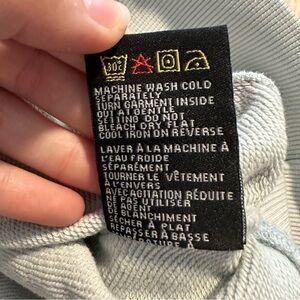 30°
MACHINE WASH COLD
SEPARATELY
TURN GARMENT INSIDE
OUT AT GENTLE
SETTING DO NOT
BLEACH DRY FLAT
COOL IRON ON REVERSE
LAVER À LA MACHINE À
L'EAU FROIDE
SÉPARÉMENT
TOURNER LE VÊTEMENT
À L'ENVERS
AVEC AGITATION RÉDUITE
NE PAS UTILISER
DE AGENT
DE BLANCHIMENT
SÉCHER À PLAT
REPASSER À BASSE